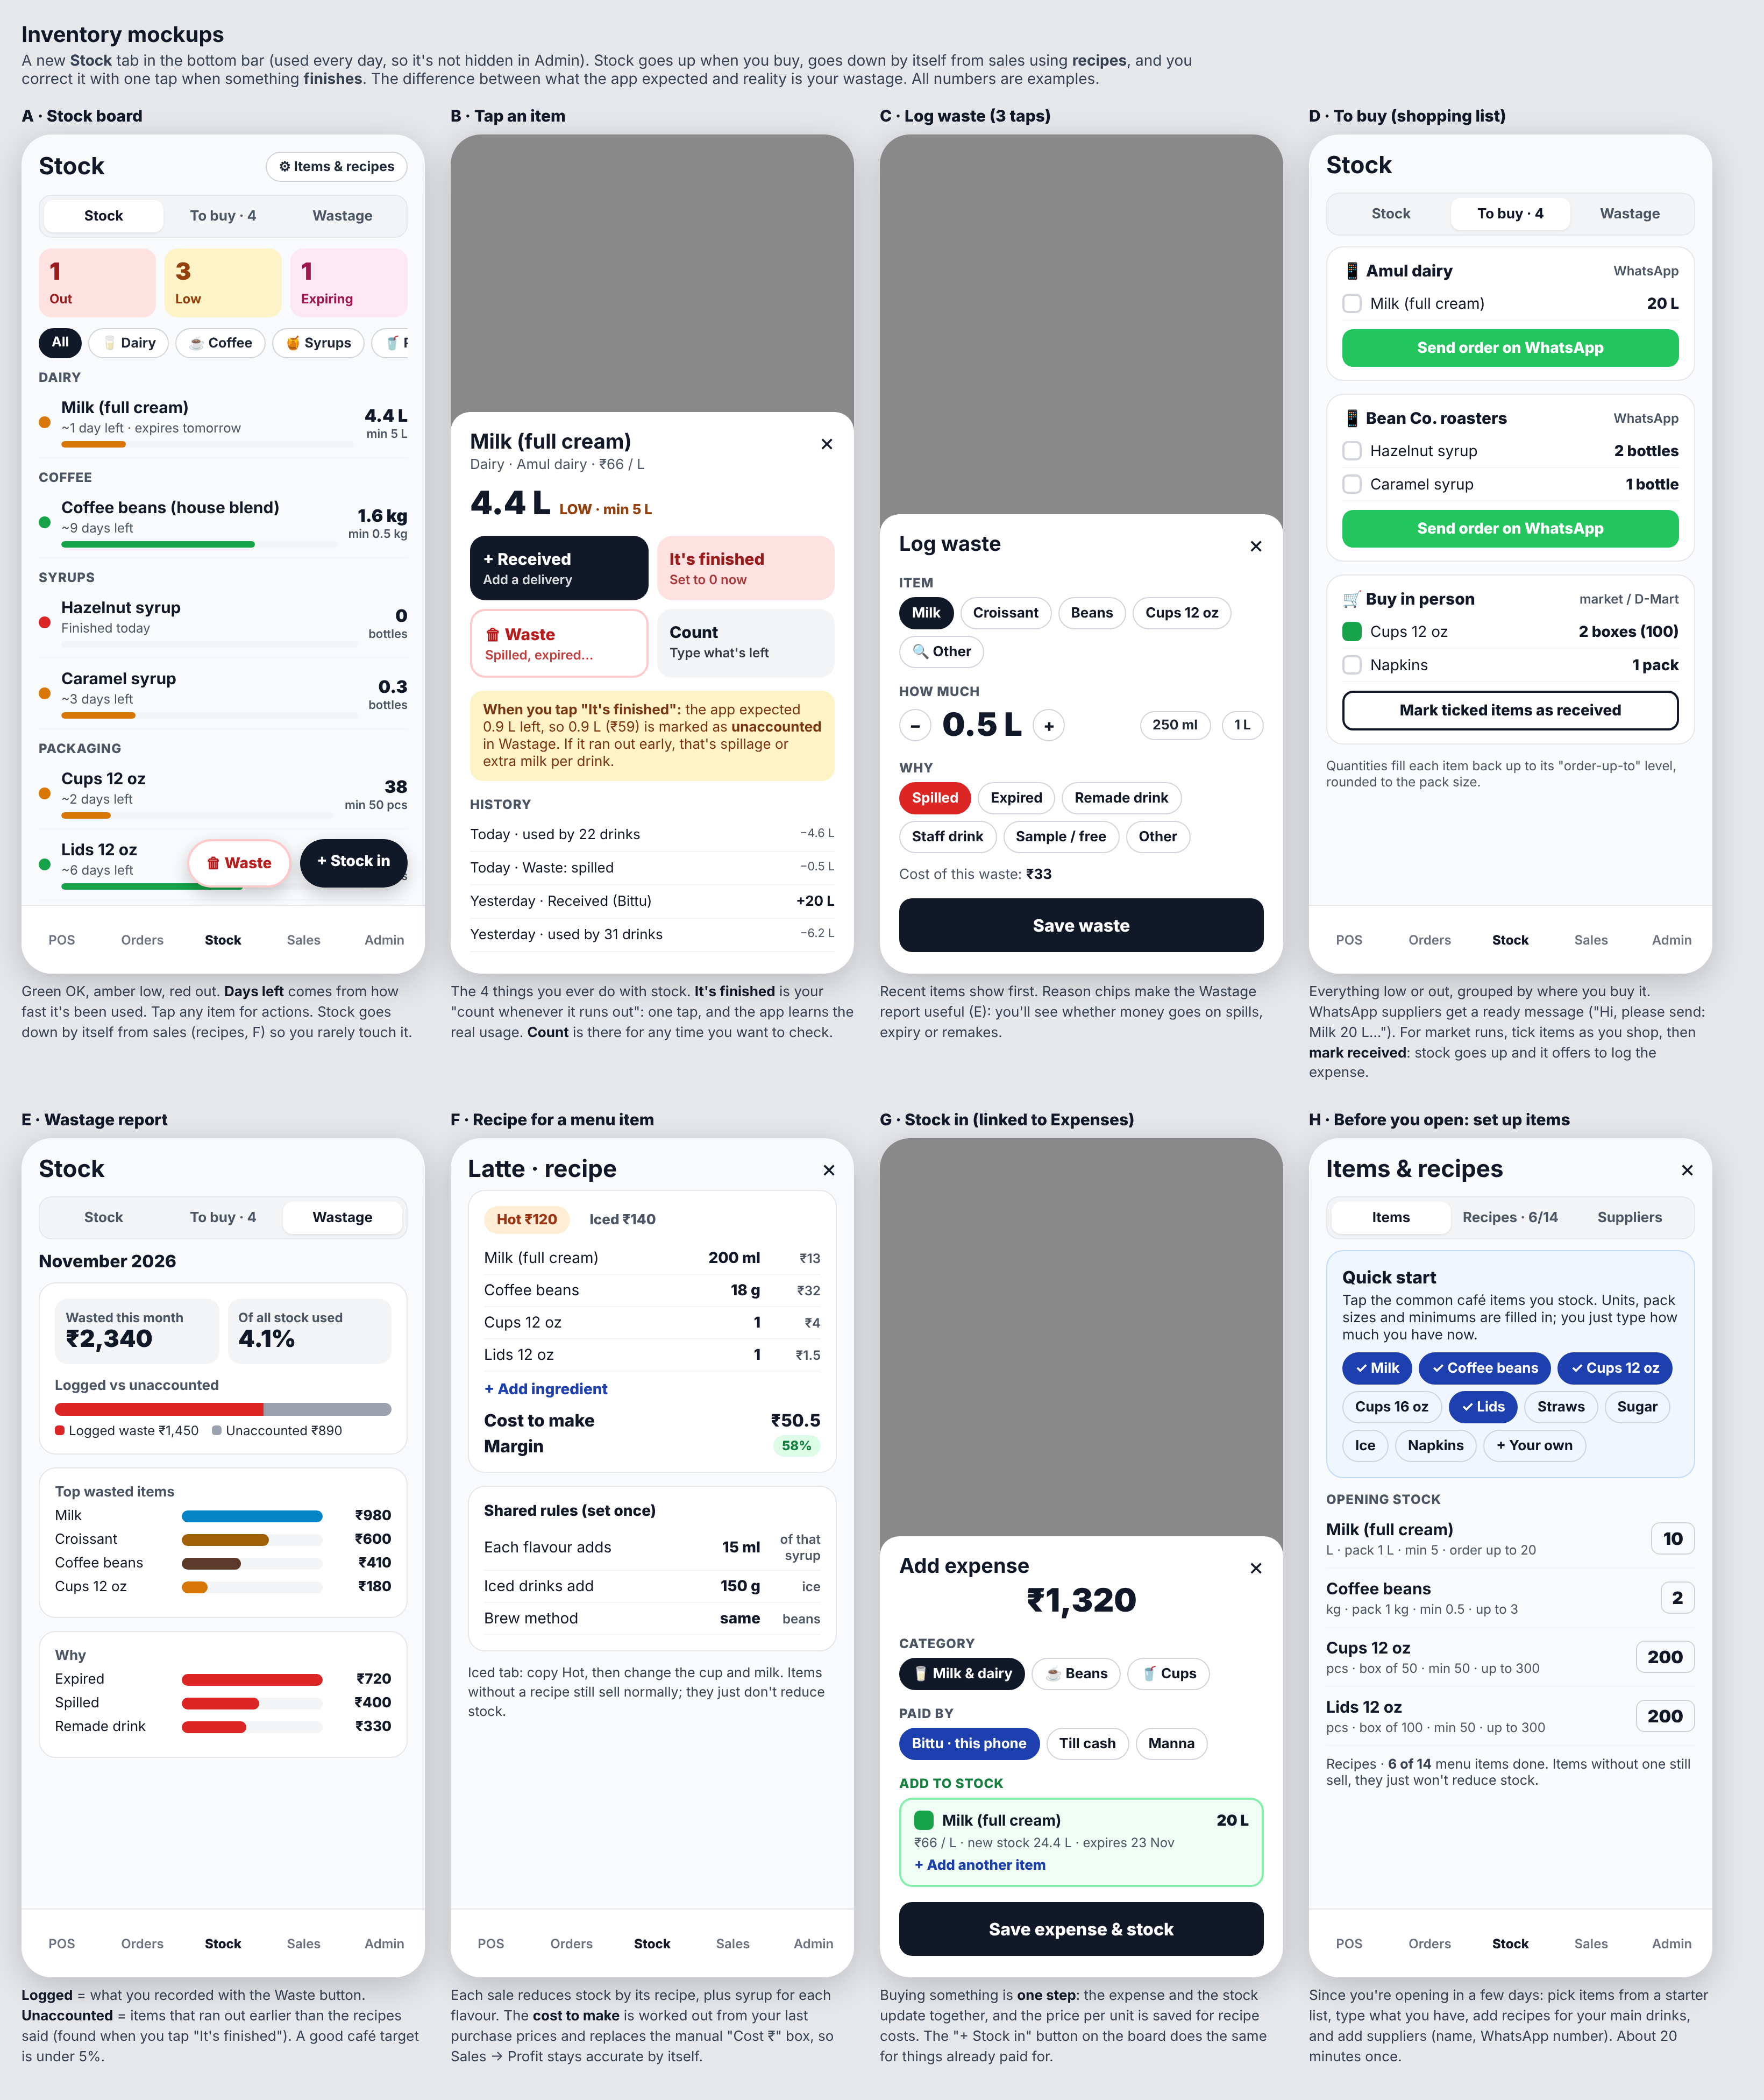 Inventory mockups
A new Stock tab in the bottom bar (used every day, so it's not hidden in Admin). Stock goes up when you buy, goes down by itself from sales using recipes, and you
correct it with one tap when something finishes. The difference between what the app expected and reality is your wastage. All numbers are examples.
A · Stock board
Stock
⚙ Items & recipes
Stock To buy · 4 Wastage
1 Out
3 Low
1 Expiring
All 🥛 Dairy ☕ Coffee 🍯 Syrups 🥤
DAIRY
Milk (full cream) 4.4 L
~1 day left · expires tomorrow min 5 L
COFFEE
Coffee beans (house blend) 1.6 kg
~9 days left min 0.5 kg
SYRUPS
Hazelnut syrup 0
Finished today bottles
Caramel syrup 0.3
~3 days left bottles
PACKAGING
Cups 12 oz 38
~2 days left min 50 pcs
Lids 12 oz
~6 days left
🗑 Waste + Stock in
POS Orders Stock Sales Admin
Green OK, amber low, red out. Days left comes from how
fast it's been used. Tap any item for actions. Stock goes
down by itself from sales (recipes, F) so you rarely touch it.
B · Tap an item
Milk (full cream) ×
Dairy · Amul dairy · ₹66 / L
4.4 L LOW · min 5 L
+ Received
Add a delivery
It's finished
Set to 0 now
🗑 Waste
Spilled, expired...
Count
Type what's left
When you tap "It's finished": the app expected
0.9 L left, so 0.9 L (₹59) is marked as unaccounted
in Wastage. If it ran out early, that's spillage or
extra milk per drink.
HISTORY
Today · used by 22 drinks −4.6 L
Today · Waste: spilled −0.5 L
Yesterday · Received (Bittu) +20 L
Yesterday · used by 31 drinks −6.2 L
The 4 things you ever do with stock. It's finished is your
"count whenever it runs out": one tap, and the app learns the
real usage. Count is there for any time you want to check.
C · Log waste (3 taps)
Log waste ×
ITEM
Milk Croissant Beans Cups 12 oz
🔍 Other
HOW MUCH
− 0.5 L + 250 ml 1 L
WHY
Spilled Expired Remade drink
Staff drink Sample / free Other
Cost of this waste: ₹33
Save waste
Recent items show first. Reason chips make the Wastage
report useful (E): you'll see whether money goes on spills,
expiry or remakes.
D · To buy (shopping list)
Stock
Stock To buy · 4 Wastage
📱 Amul dairy WhatsApp
Milk (full cream) 20 L
Send order on WhatsApp
📱 Bean Co. roasters WhatsApp
Hazelnut syrup 2 bottles
Caramel syrup 1 bottle
Send order on WhatsApp
🛒 Buy in person market / D-Mart
Cups 12 oz 2 boxes (100)
Napkins 1 pack
Mark ticked items as received
Quantities fill each item back up to its "order-up-to" level,
rounded to the pack size.
POS Orders Stock Sales Admin
Everything low or out, grouped by where you buy it.
WhatsApp suppliers get a ready message ("Hi, please send:
Milk 20 L..."). For market runs, tick items as you shop, then
mark received: stock goes up and it offers to log the
expense.
E · Wastage report
Stock
Stock To buy · 4 Wastage
November 2026
Wasted this month
₹2,340
Of all stock used
4.1%
Logged vs unaccounted
Logged waste ₹1,450 Unaccounted ₹890
Top wasted items
Milk ₹980
Croissant ₹600
Coffee beans ₹410
Cups 12 oz ₹180
Why
Expired ₹720
Spilled ₹400
Remade drink ₹330
POS Orders Stock Sales Admin
Logged = what you recorded with the Waste button.
Unaccounted = items that ran out earlier than the recipes
said (found when you tap "It's finished"). A good café target
is under 5%.
F · Recipe for a menu item
Latte · recipe ×
Hot ₹120 Iced ₹140
Milk (full cream) 200 ml ₹13
Coffee beans 18 g ₹32
Cups 12 oz 1 ₹4
Lids 12 oz 1 ₹1.5
+ Add ingredient
Cost to make ₹50.5
Margin 58%
Shared rules (set once)
Each flavour adds 15 ml of that syrup
Iced drinks add 150 g ice
Brew method same beans
Iced tab: copy Hot, then change the cup and milk. Items
without a recipe still sell normally; they just don't reduce
stock.
POS Orders Stock Sales Admin
Each sale reduces stock by its recipe, plus syrup for each
flavour. The cost to make is worked out from your last
purchase prices and replaces the manual "Cost ₹" box, so
Sales → Profit stays accurate by itself.
G · Stock in (linked to Expenses)
Add expense ×
₹1,320
CATEGORY
🥛 Milk & dairy ☕ Beans 🥤 Cups
PAID BY
Bittu · this phone Till cash Manna
ADD TO STOCK
Milk (full cream) 20 L
₹66 / L · new stock 24.4 L · expires 23 Nov
+ Add another item
Save expense & stock
Buying something is one step: the expense and the stock
update together, and the price per unit is saved for recipe
costs. The "+ Stock in" button on the board does the same
for things already paid for.
H · Before you open: set up items
Items & recipes ×
Items Recipes · 6/14 Suppliers
Quick start
Tap the common café items you stock. Units, pack
sizes and minimums are filled in; you just type how
much you have now.
✓ Milk ✓ Coffee beans ✓ Cups 12 oz
Cups 16 oz ✓ Lids Straws Sugar
Ice Napkins + Your own
OPENING STOCK
Milk (full cream) 10
L · pack 1 L · min 5 · order up to 20
Coffee beans 2
kg · pack 1 kg · min 0.5 · up to 3
Cups 12 oz 200
pcs · box of 50 · min 50 · up to 300
Lids 12 oz 200
pcs · box of 100 · min 50 · up to 300
Recipes · 6 of 14 menu items done. Items without one still
sell, they just won't reduce stock.
POS Orders Stock Sales Admin
Since you're opening in a few days: pick items from a starter
list, type what you have, add recipes for your main drinks,
and add suppliers (name, WhatsApp number). About 20
minutes once.